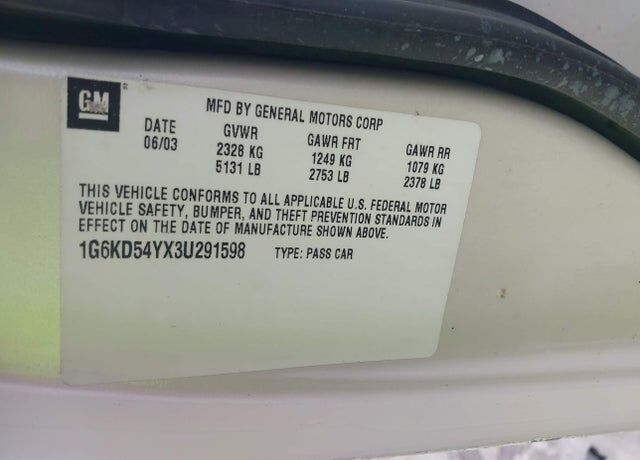 GM
MFD BY GENERAL MOTORS CORP
DATE GVWR GAWR FRT GAWR RR
06/03 2328 KG 1249 KG 1079 KG
5131 LB 2753 LB 2378 LB
THIS VEHICLE CONFORMS TO ALL APPLICABLE U.S. FEDERAL MOTOR
VEHICLE SAFETY, BUMPER, AND THEFT PREVENTION STANDARDS IN
EFFECT ON THE DATE OF MANUFACTURE SHOWN ABOVE.
1G6KD54YX3U291598 TYPE: PASS CAR